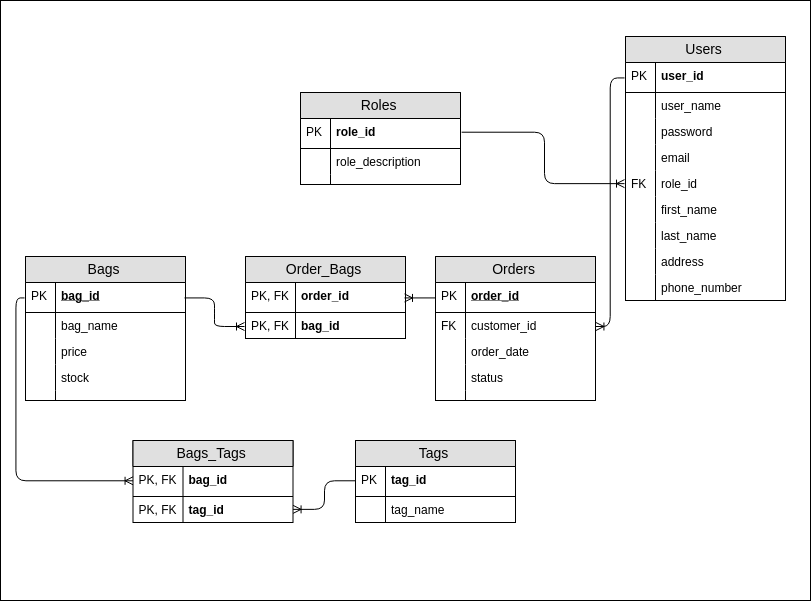 Users
PK user_id
user_name
password
email
FK role_id
first_name
last_name
address
phone_number
Roles
PK role_id
role_description
Bags
PK bag_id
bag_name
price
stock
Order_Bags
PK, FK order_id
PK, FK bag_id
Orders
PK order_id
FK customer_id
order_date
status
Bags_Tags
PK, FK bag_id
PK, FK tag_id
Tags
PK tag_id
tag_name